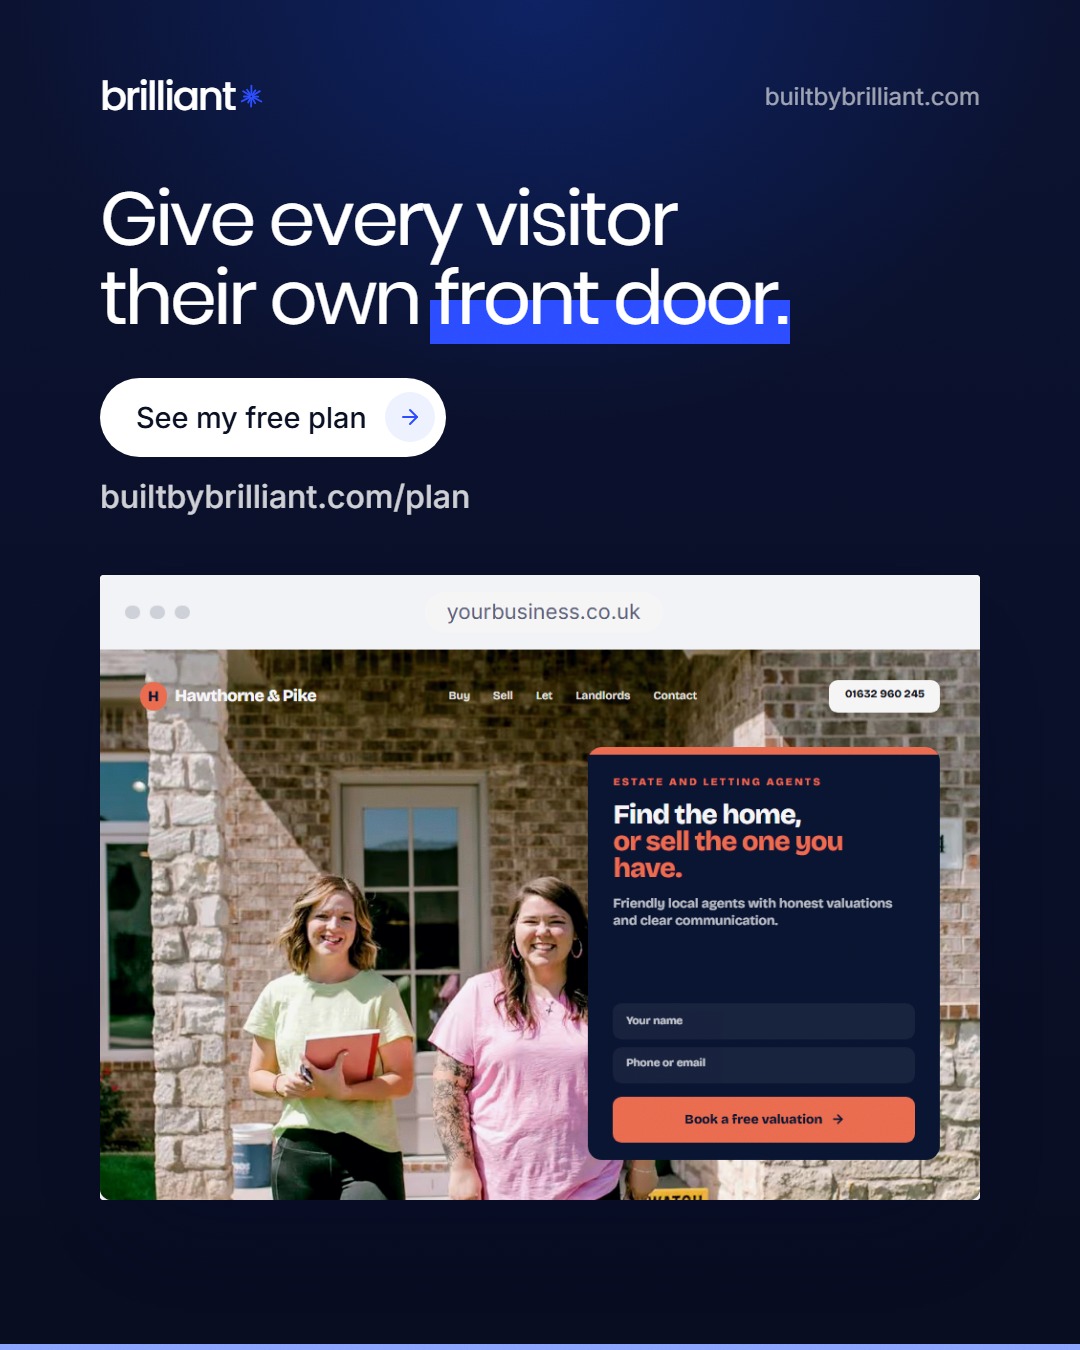 brilliant
builtbybrilliant.com
Give every visitor
their own front door.
See my free plan
builtbybrilliant.com/plan
yourbusiness.co.uk
H Hawthorne & Pike
Buy Sell Let Landlords Contact
01632 960 245
ESTATE AND LETTING AGENTS
Find the home,
or sell the one you
have.
Friendly local agents with honest valuations
and clear communication.
Your name
Phone or email
Book a free valuation
WATCH